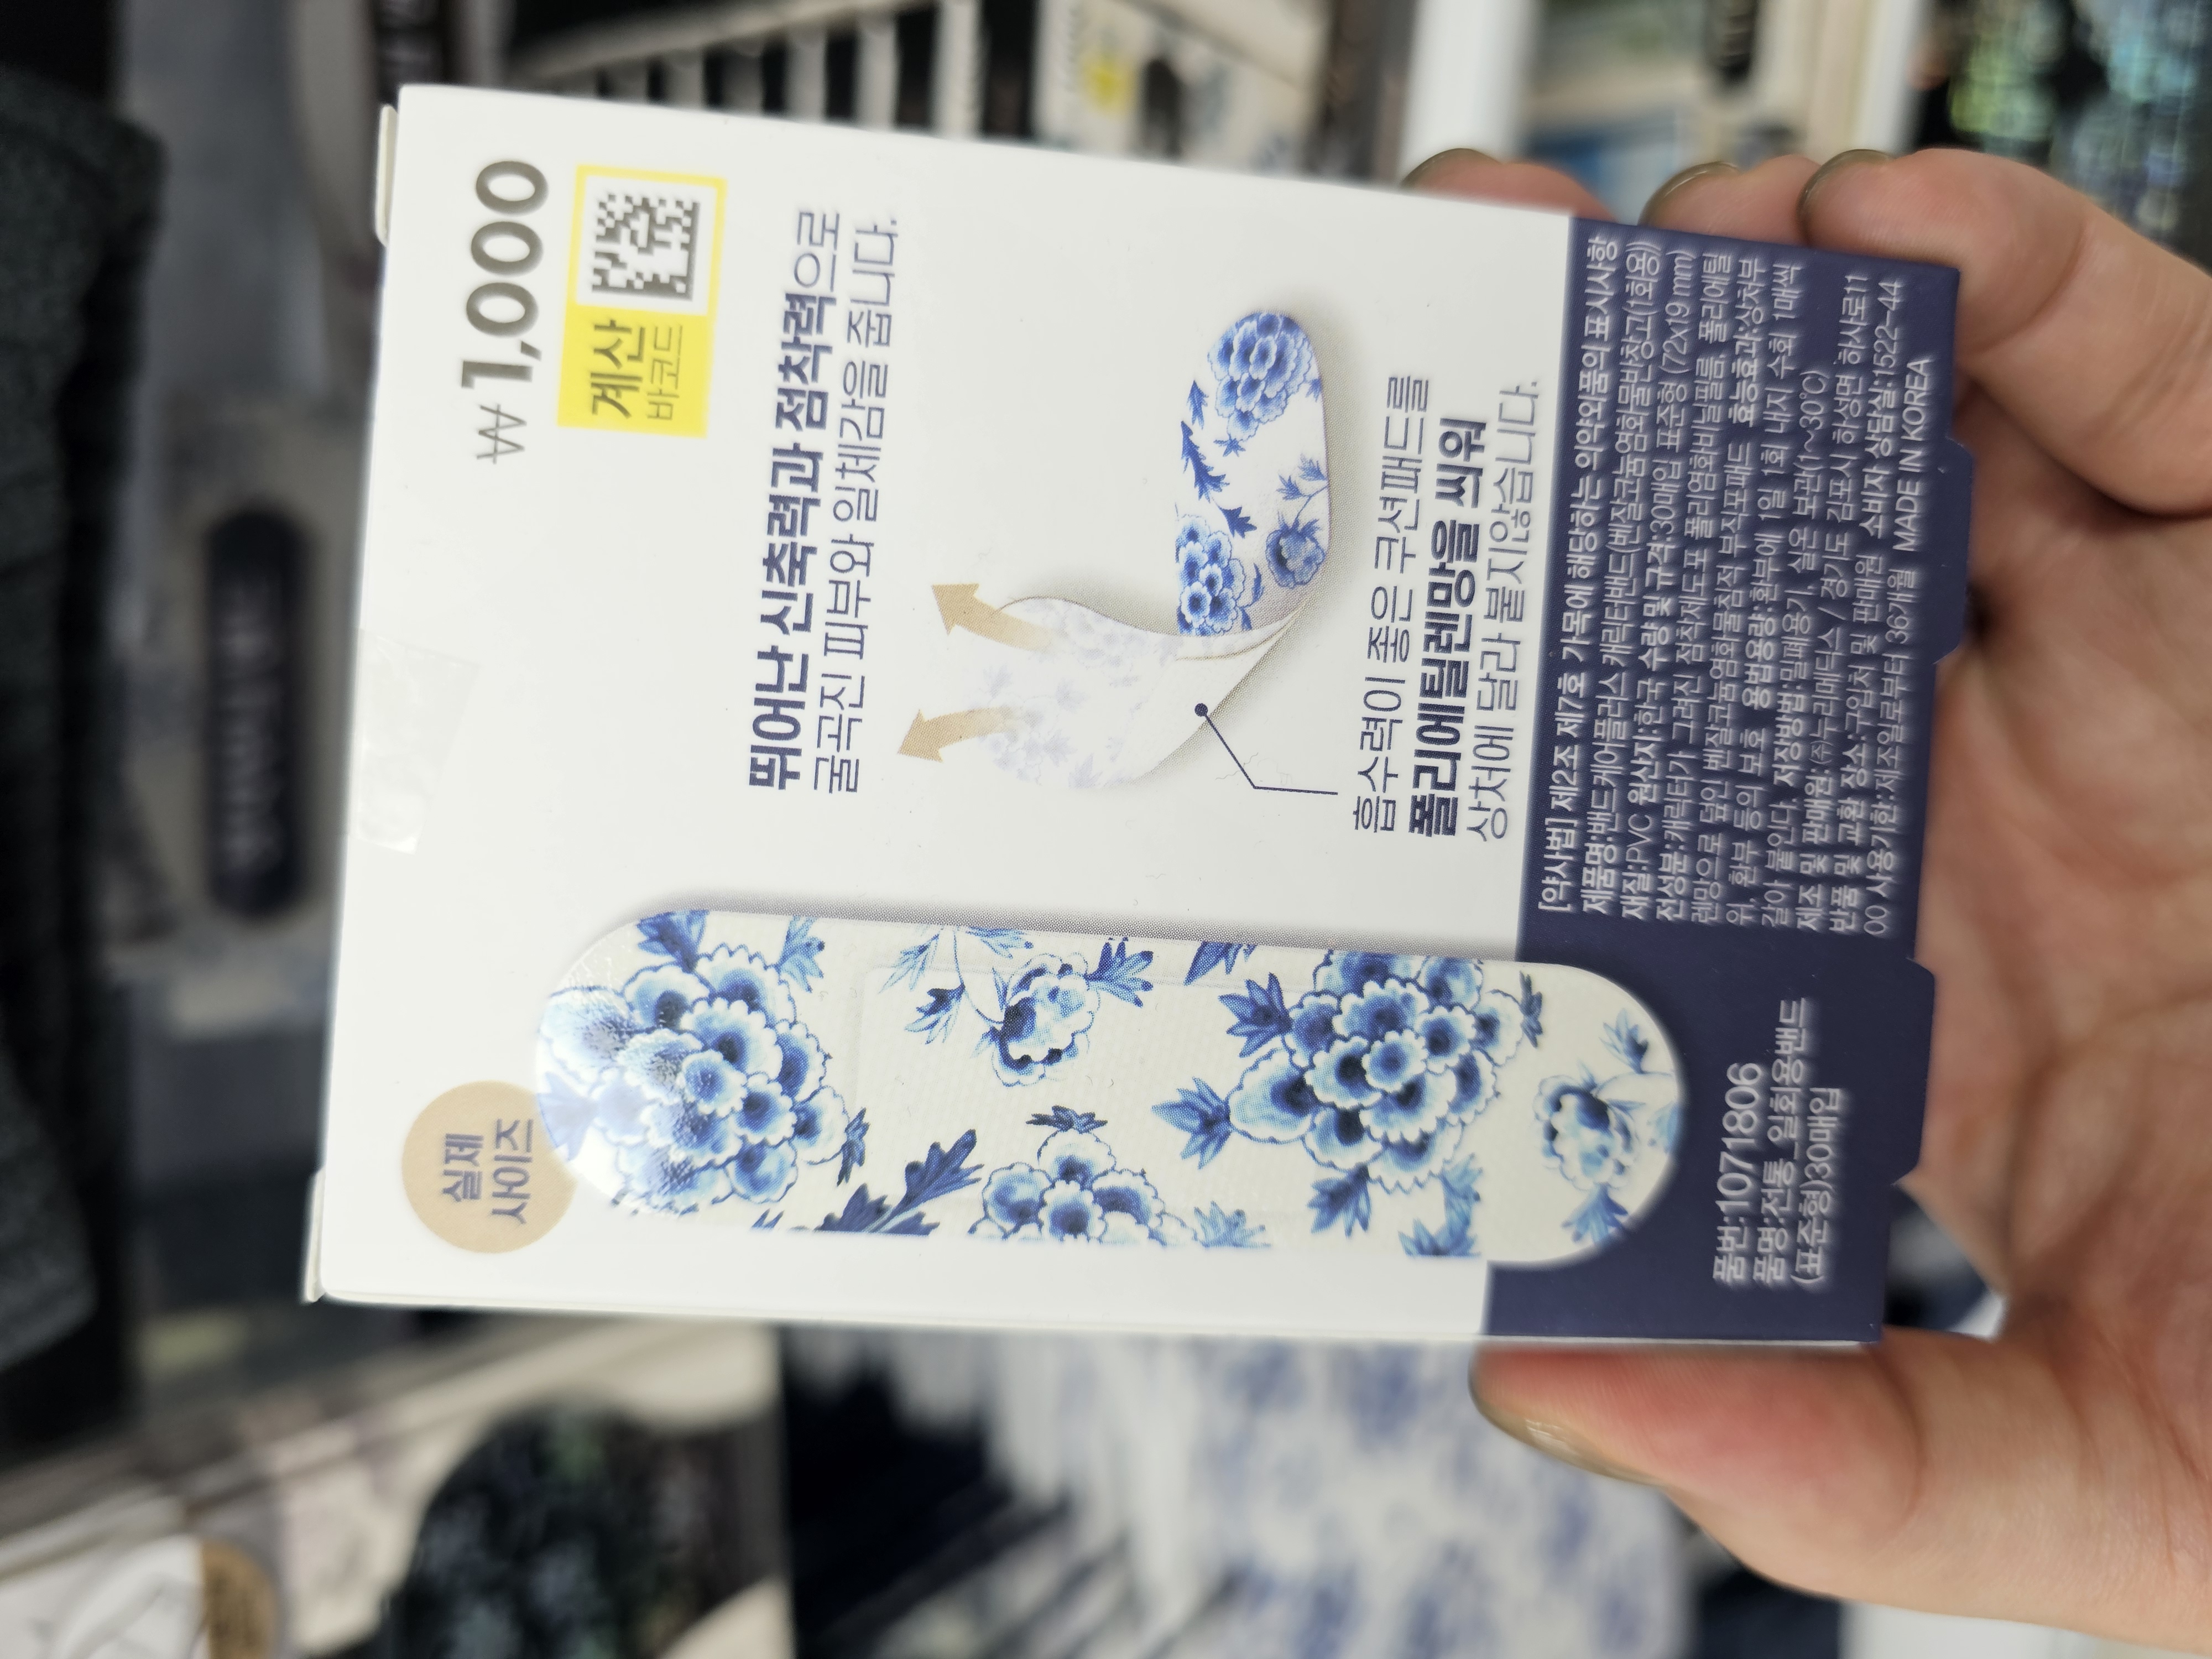 ₩1,000
계산
바코드
뛰어난 신축력과 점착력으로
굴곡진 피부와 일체감을 줍니다.
흡수력이 좋은 쿠션패드를
폴리에틸렌망을 씌워
상처에 달라 붙지않습니다.
실제
사이즈
[약사법] 제2조 제7호 가목에 해당하는 의약외품의 표시사항
제품명:밴드케어플러스 캐릭터밴드(벤잘코늄염화물반창고(1회용))
재질:PVC 원산지:한국 수량 및 규격:30매입 표준형 (72x19 mm)
전성분:캐릭터가 그려진 점착제도포 폴리염화비닐필름 폴리에틸
렌망으로 덮인 벤잘코늄염화물침적 부직포패드 효능효과:상처부
위, 환부 등의 보호 용법용량:환부에 1일 1회 내지 수회 1매씩
갈아 붙인다. 저장방법:밀폐용기, 실온 보관(1~30℃)
제조 및 판매원:㈜누리메딕스 / 경기도 김포시 하성면 하사로11
반품 및 교환 장소:구입처 및 판매원 소비자 상담실:1522-44
00 사용기한:제조일로부터 36개월 MADE IN KOREA
품번:1071806
품명:전통_일회용밴드
(표준형)30매입